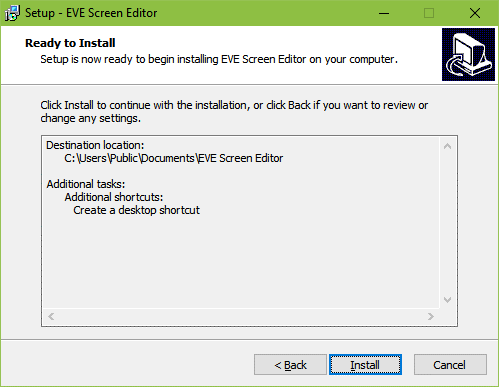 Setup - EVE Screen Editor
Ready to Install
Setup is now ready to begin installing EVE Screen Editor on your computer.
Click Install to continue with the installation, or click Back if you want to review or
change any settings.
Destination location:
C:\Users\Public\Documents\EVE Screen Editor
Additional tasks:
Additional shortcuts:
Create a desktop shortcut
< Back
Install
Cancel